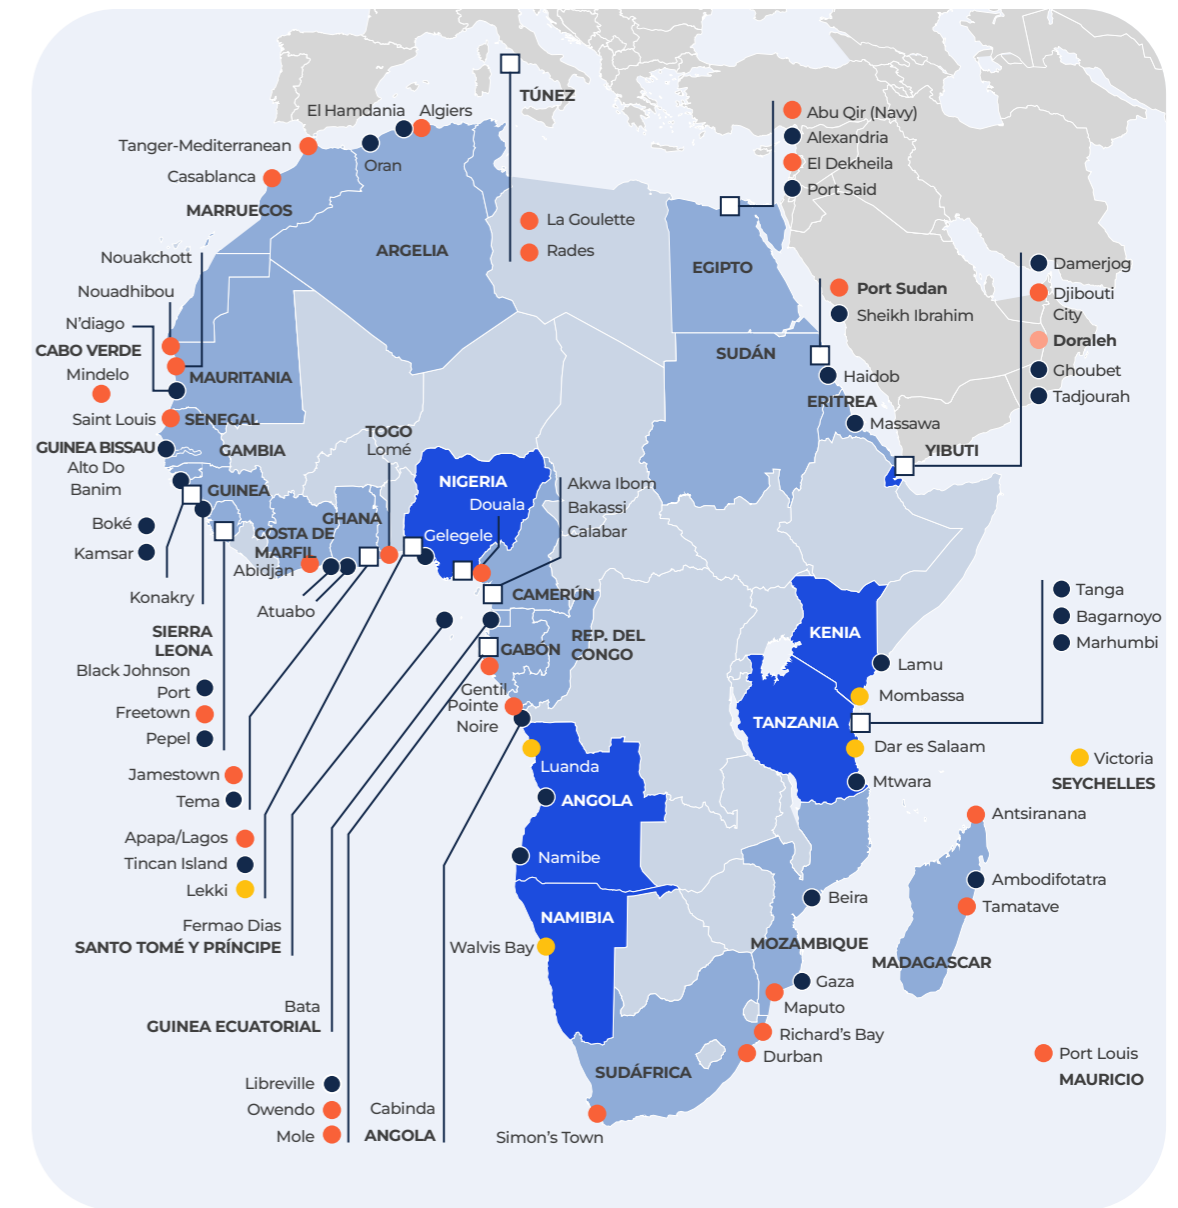 TÚNEZ
El Hamdania
Algiers
Tanger-Mediterranean
Oran
Casablanca
MARRUECOS
La Goulette
Rades
ARGELIA
Abu Qir (Navy)
Alexandria
El Dekheila
Port Said
EGIPTO
Nouakchott
Nouadhibou
N’diago
CABO VERDE
Mindelo
MAURITANIA
Saint Louis
SENEGAL
GUINEA BISSAU
GAMBIA
Alto Do
Banim
GUINEA
Boké
Kamsar
Konakry
Port Sudan
Sheikh Ibrahim
SUDÁN
Haidob
ERITREA
Massawa
Damerjog
Djibouti
City
Doraleh
Ghoubet
Tadjourah
YIBUTI
TOGO
Lomé
NIGERIA
Douala
Gelegele
Akwa Ibom
Bakassi
Calabar
GHANA
COSTA DE
MARFIL
Abidjan
Atuabo
CAMERÚN
SIERRA
LEONA
Black Johnson
Port
Freetown
Pepel
GABÓN
REP. DEL
CONGO
Gentil
Pointe
Noire
KENIA
Lamu
Mombassa
Tanga
Bagarnoyo
Marhumbi
TANZANIA
Dar es Salaam
Mtwara
Victoria
SEYCHELLES
Jamestown
Tema
Apapa/Lagos
Tincan Island
Lekki
Fermao Dias
SANTO TOMÉ Y PRÍNCIPE
Luanda
ANGOLA
Namibe
NAMIBIA
Walvis Bay
Antsiranana
Ambodifotatra
Tamatave
Beira
MOZAMBIQUE
MADAGASCAR
Gaza
Maputo
Richard’s Bay
Durban
SUDÁFRICA
Simon’s Town
Bata
GUINEA ECUATORIAL
Libreville
Owendo
Mole
Cabinda
ANGOLA
Port Louis
MAURICIO